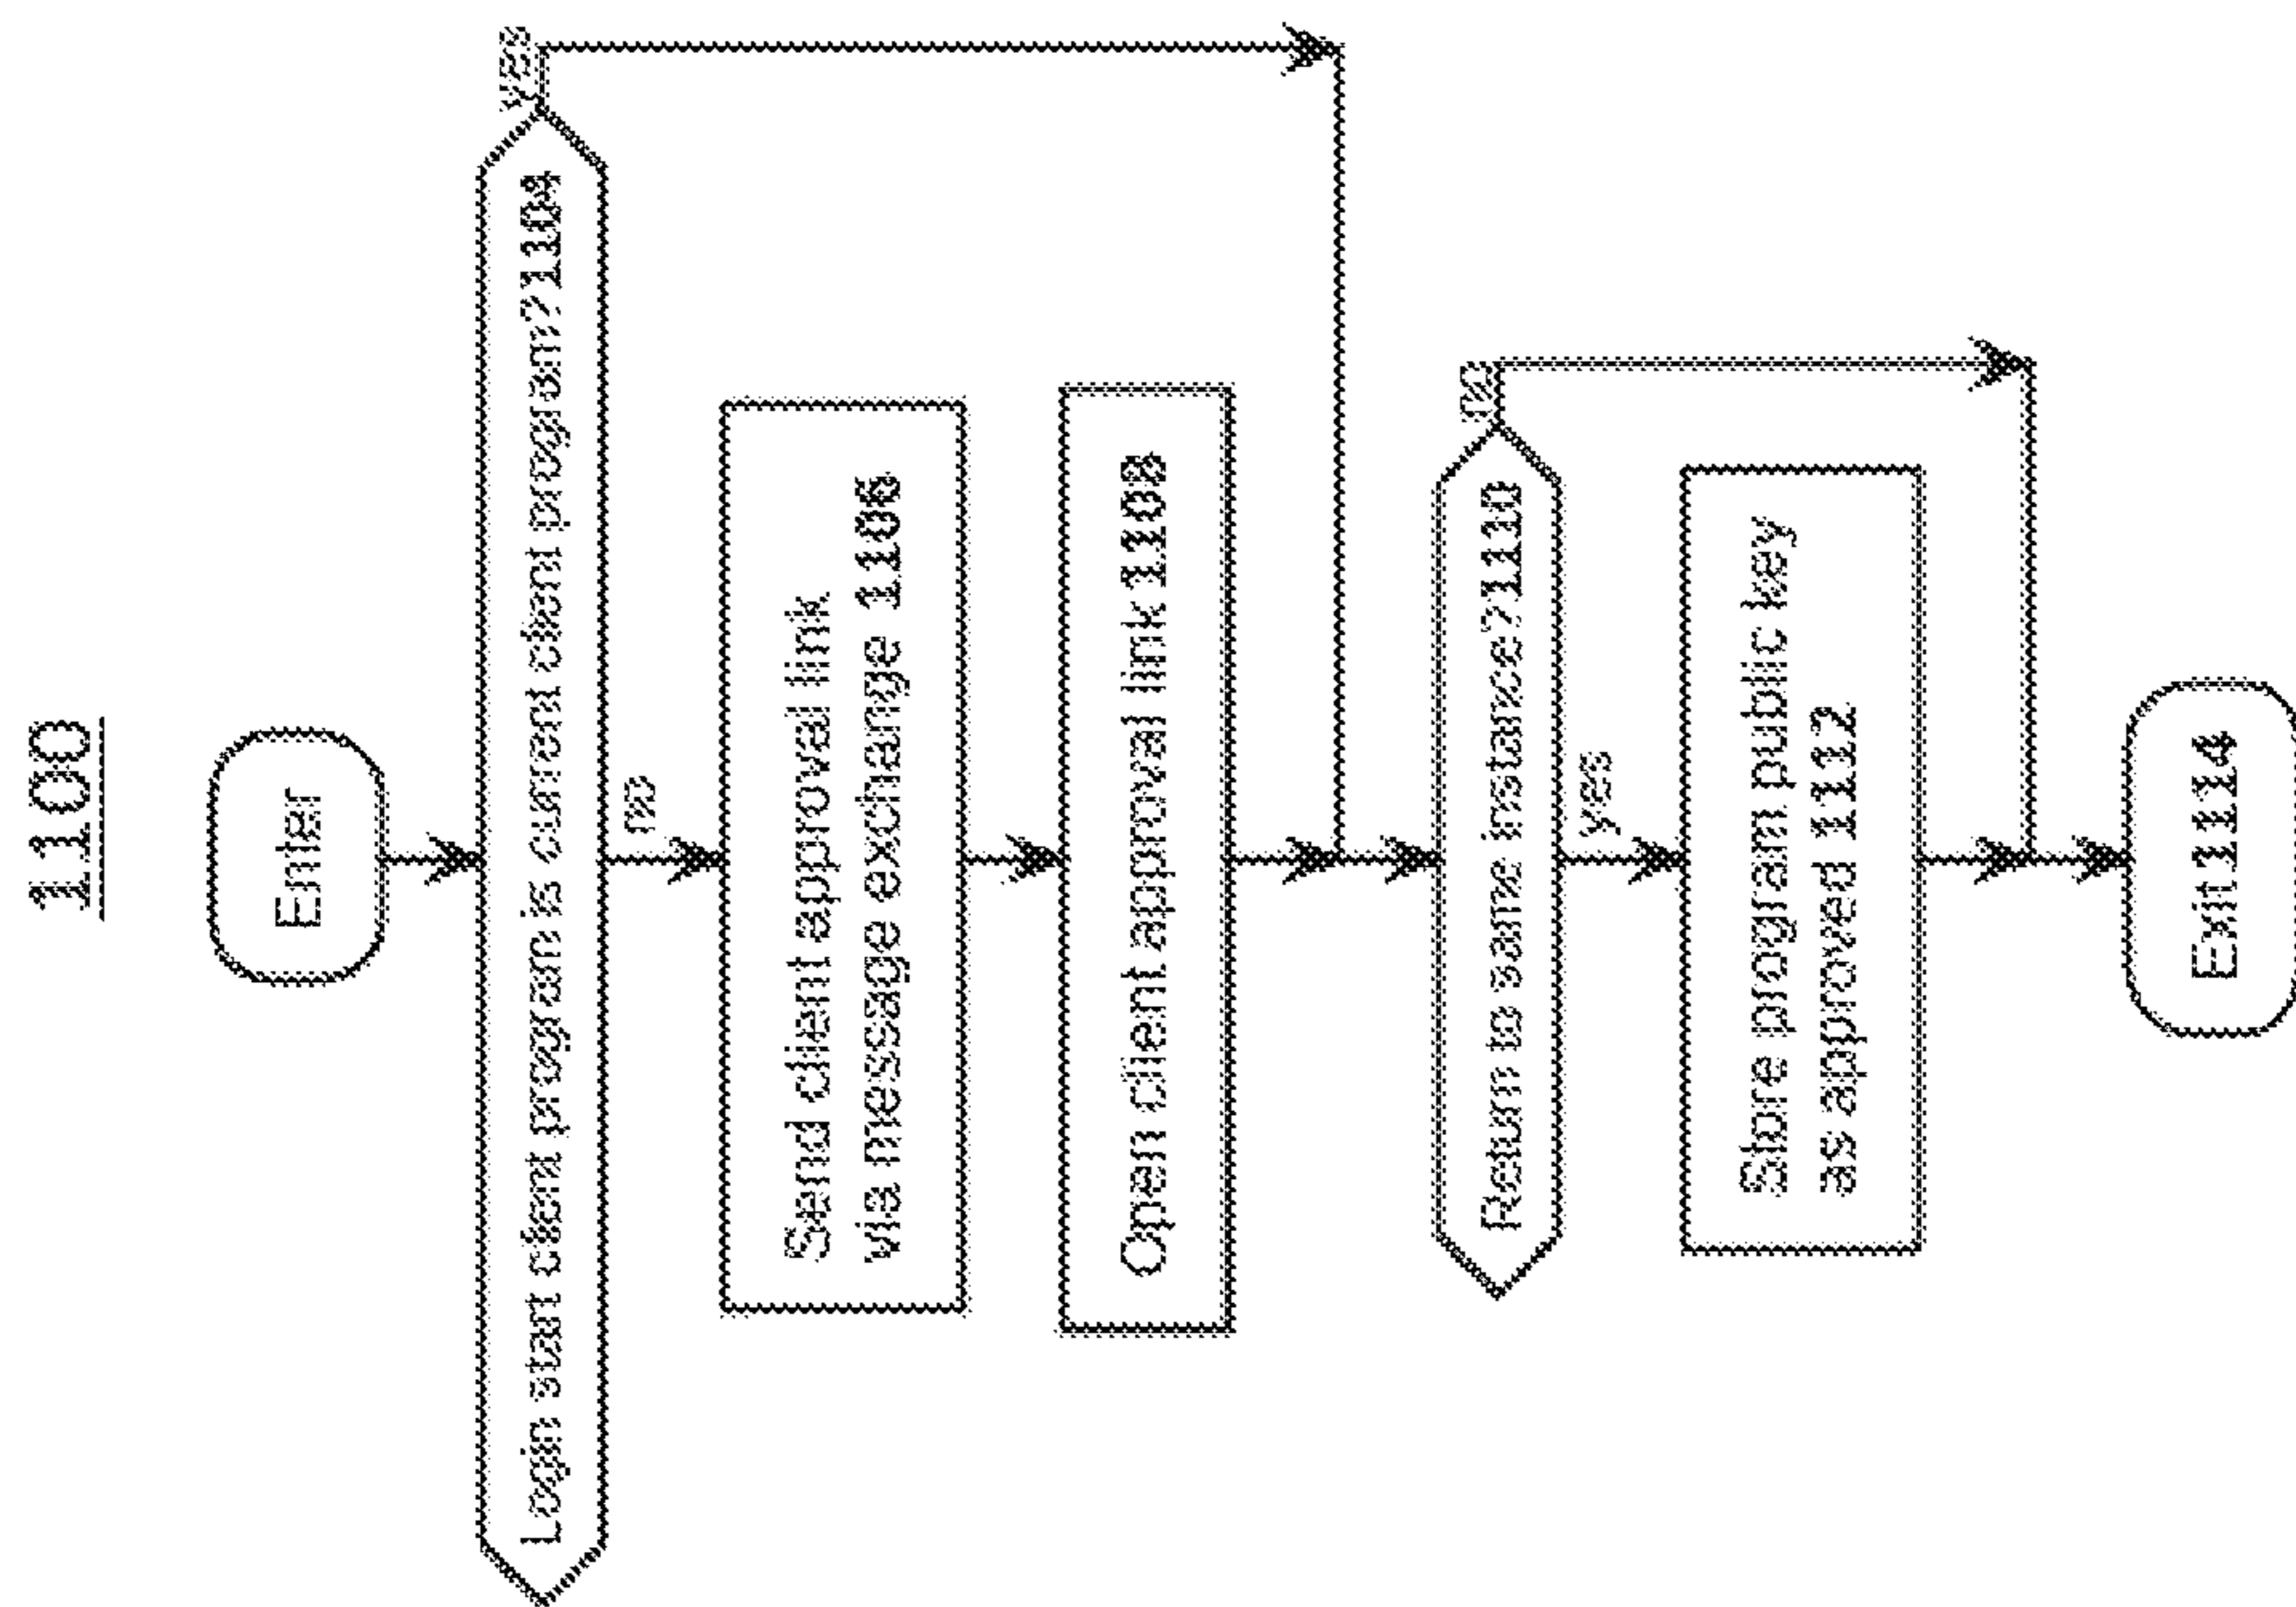 1100
Enter
Login start client program is current client program? 1104
yes
no
Send client approval link
via message exchange 1106
Open client approval link 1108
Return to same instance? 1110
no
yes
Store program public key
as approved 1112
Exit 1114